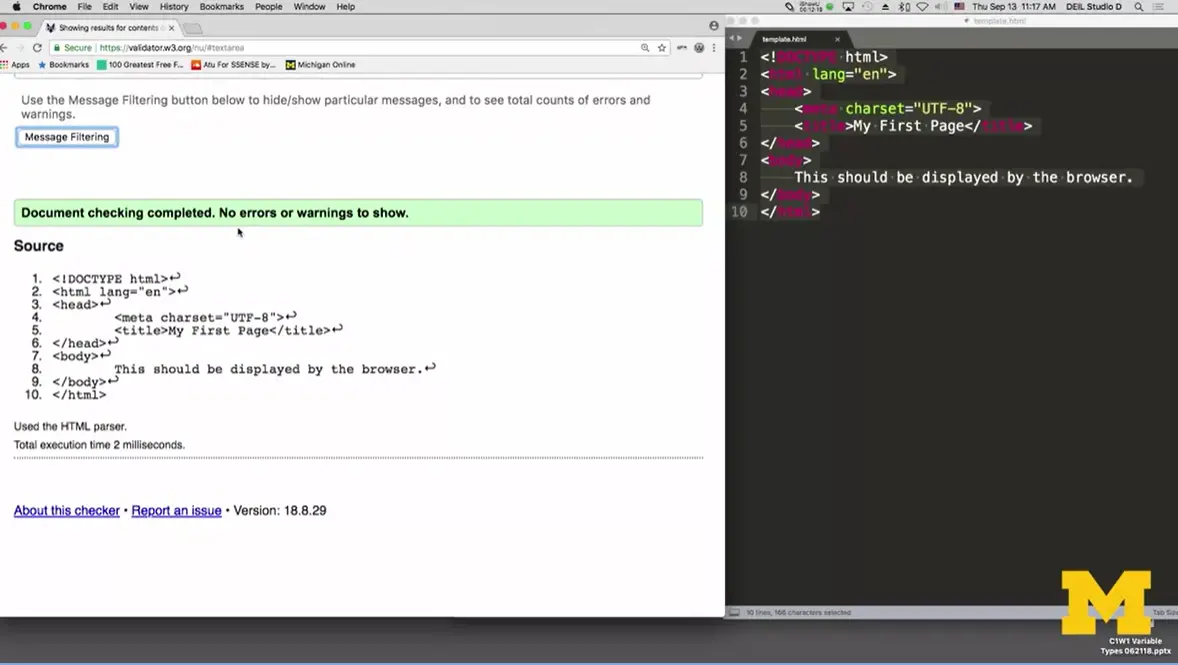 Chrome File Edit View History Bookmarks People Window Help
Thu Sep 13 11:17 AM DEIL Studio D
Showing results for contents
template.html
Secure https://validator.w3.org/nu/#textarea
Apps Bookmarks 100 Greatest Free F... Atu For SSENSE by... Michigan Online
Use the Message Filtering button below to hide/show particular messages, and to see total counts of errors and
warnings.
Message Filtering
Document checking completed. No errors or warnings to show.
Source
1. <!DOCTYPE html>↩
2. <html lang="en">↩
3. <head>↩
4. <meta charset="UTF-8">↩
5. <title>My First Page</title>↩
6. </head>↩
7. <body>↩
8. This should be displayed by the browser.↩
9. </body>↩
10. </html>
Used the HTML parser.
Total execution time 2 milliseconds.
About this checker • Report an issue • Version: 18.8.29
template.html
1 <!DOCTYPE html>
2 <html lang="en">
3 <head>
4 <meta charset="UTF-8">
5 <title>My First Page</title>
6 </head>
7 <body>
8 This should be displayed by the browser.
9 </body>
10 </html>
10 lines, 166 characters selected
Tab Size
M
C1W1 Variable
Types 062118.pptx